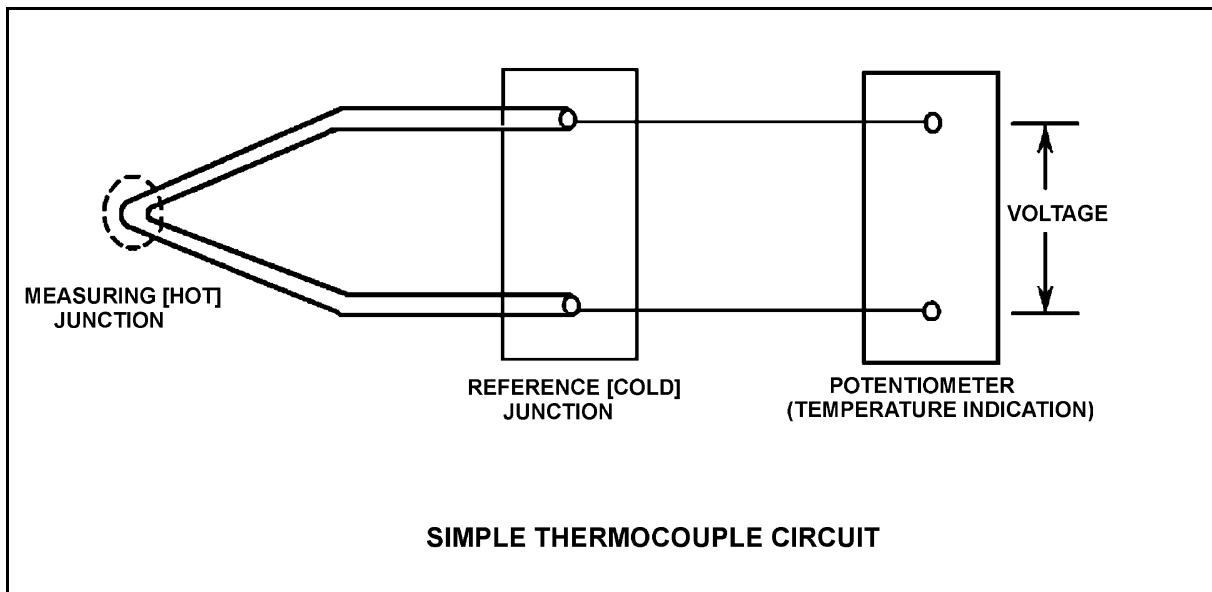 VOLTAGE
MEASURING [HOT]
JUNCTION
REFERENCE [COLD]
JUNCTION
POTENTIOMETER
(TEMPERATURE INDICATION)
SIMPLE THERMOCOUPLE CIRCUIT